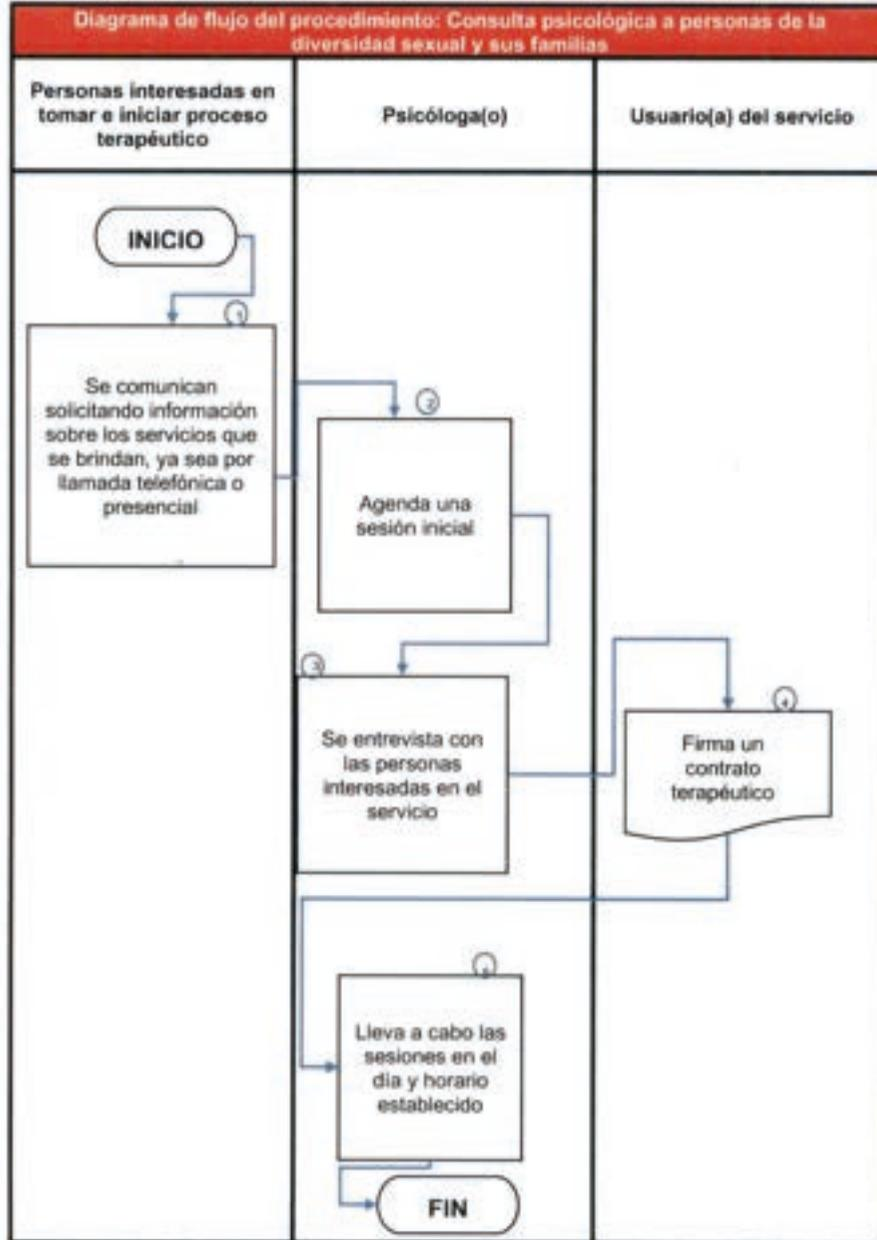 Diagrama de flujo del procedimiento: Consulta psicológica a personas de la
diversidad sexual y sus familias
Personas interesadas en
tomar e iniciar proceso
terapéutico
Psicóloga(o)
Usuario(a) del servicio
INICIO
1
Se comunican
solicitando información
sobre los servicios que
se brindan, ya sea por
llamada telefónica o
presencial
2
Agenda una
sesión inicial
3
Se entrevista con
las personas
interesadas en el
servicio
4
Firma un
contrato
terapéutico
Lleva a cabo las
sesiones en el
día y horario
establecido
FIN